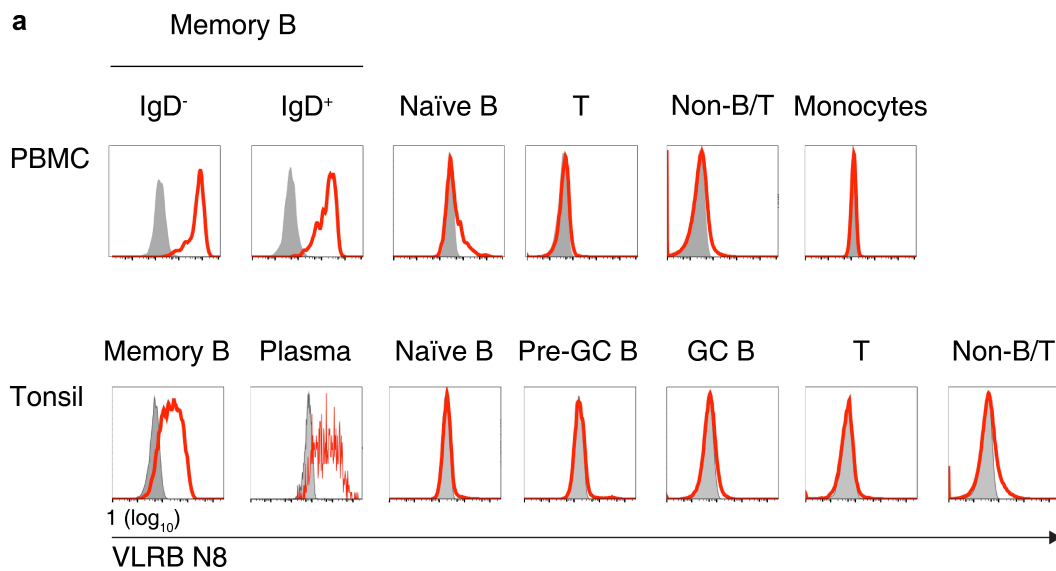 a
Memory B
IgD⁻ IgD⁺ Naïve B T Non-B/T Monocytes
PBMC
Memory B Plasma Naïve B Pre-GC B GC B T Non-B/T
Tonsil
1 (log₁₀)
VLRB N8